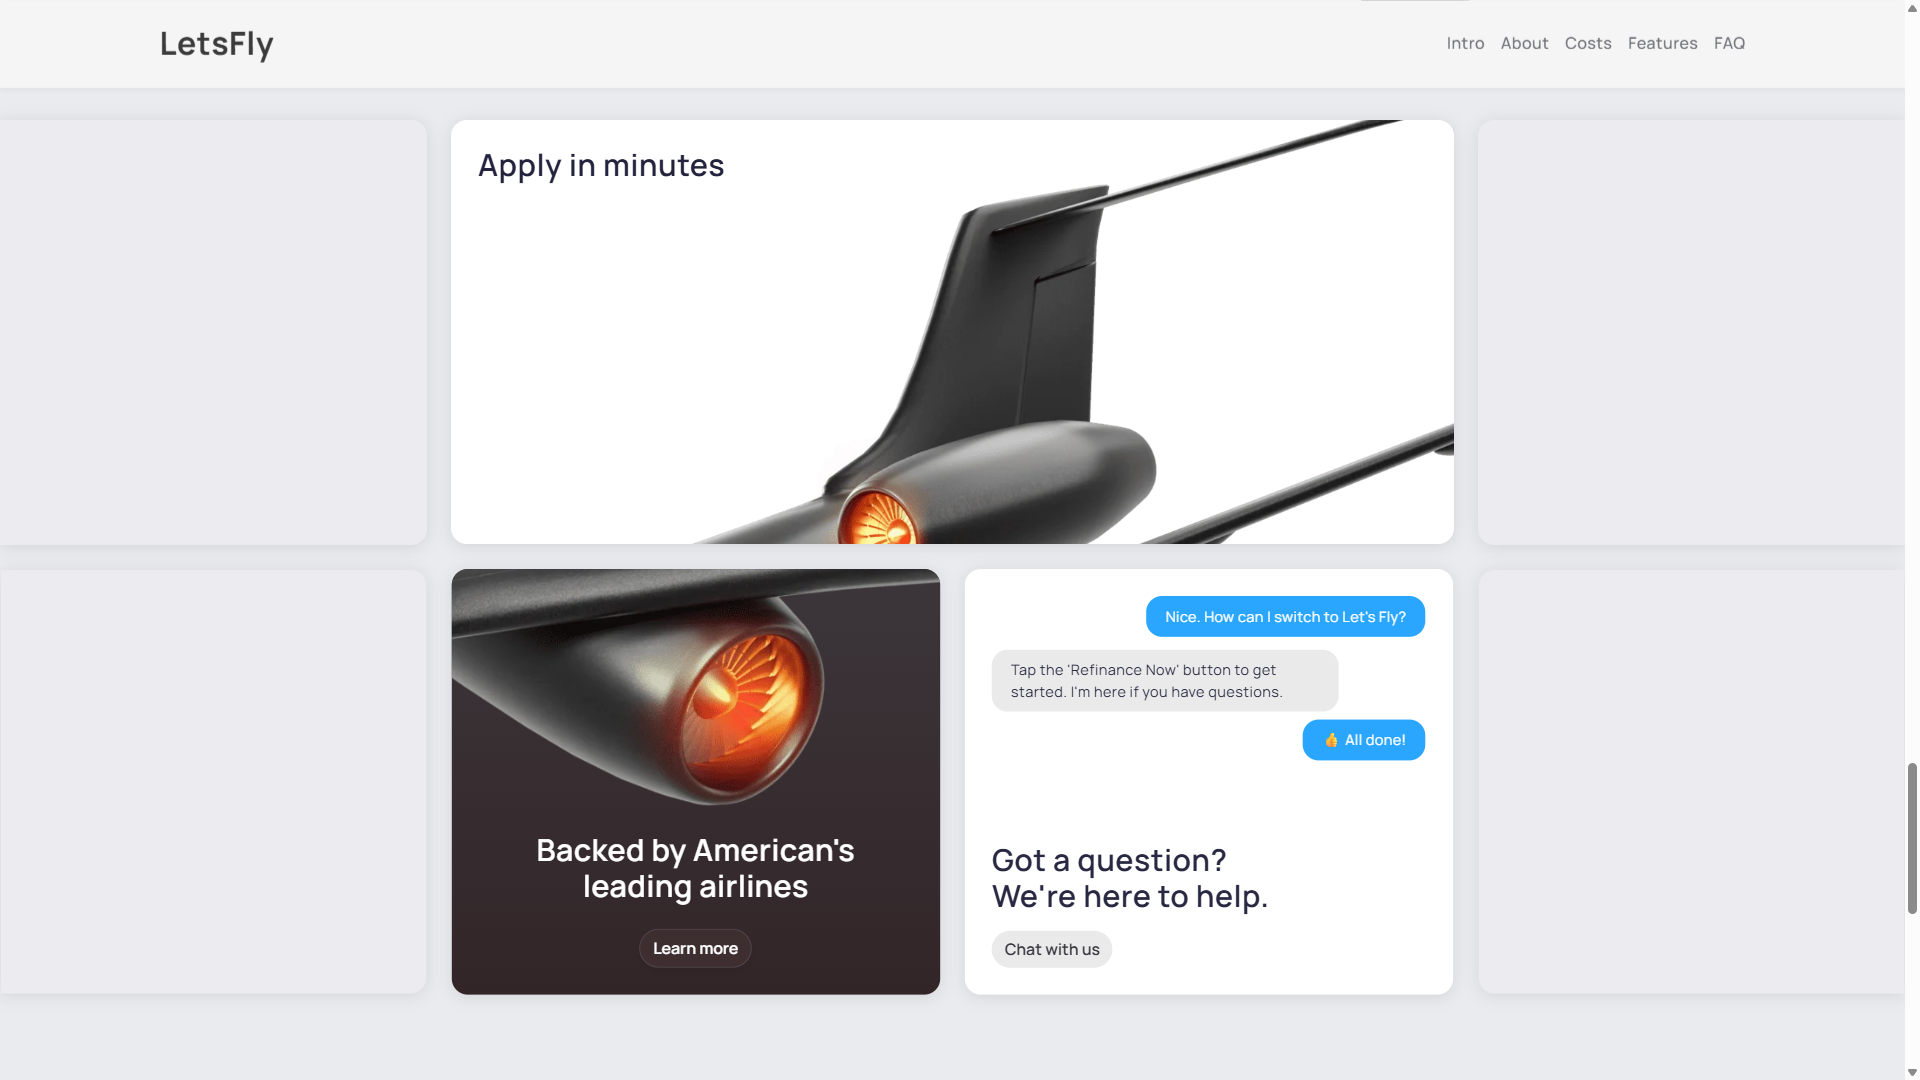 LetsFly
Intro About Costs Features FAQ
Apply in minutes
Backed by American's
leading airlines
Learn more
Nice. How can I switch to Let's Fly?
Tap the 'Refinance Now' button to get
started. I'm here if you have questions.
👍 All done!
Got a question?
We're here to help.
Chat with us